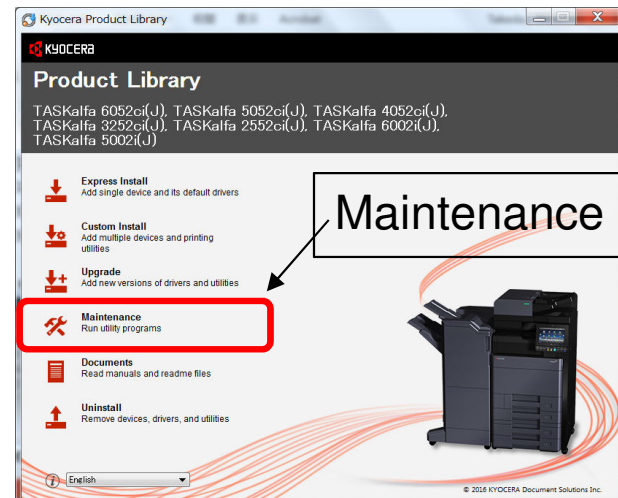 Kyocera Product Library
KYOCERA
Product Library
TASKalfa 6052ci(J), TASKalfa 5052ci(J), TASKalfa 4052ci(J),
TASKalfa 3252ci(J), TASKalfa 2552ci(J), TASKalfa 6002i(J),
TASKalfa 5002i(J)
Express Install
Add single device and its default drivers
Maintenance
Custom Install
Add multiple devices and printing
utilities
Upgrade
Add new versions of drivers and utilities
Maintenance
Run utility programs
Documents
Read manuals and readme files
Uninstall
Remove devices, drivers, and utilities
English
© 2016 KYOCERA Document Solutions Inc.